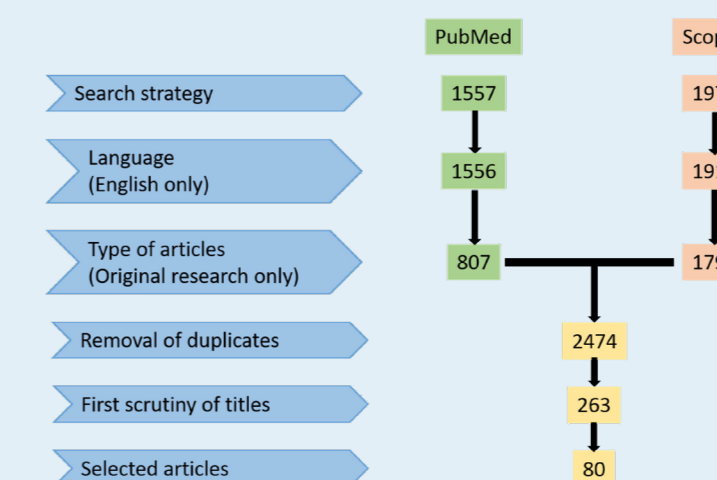 PubMed
Search strategy
1557
Language
(English only)
1556
Type of articles
(Original research only)
807
Removal of duplicates
2474
First scrutiny of titles
263
Selected articles
80